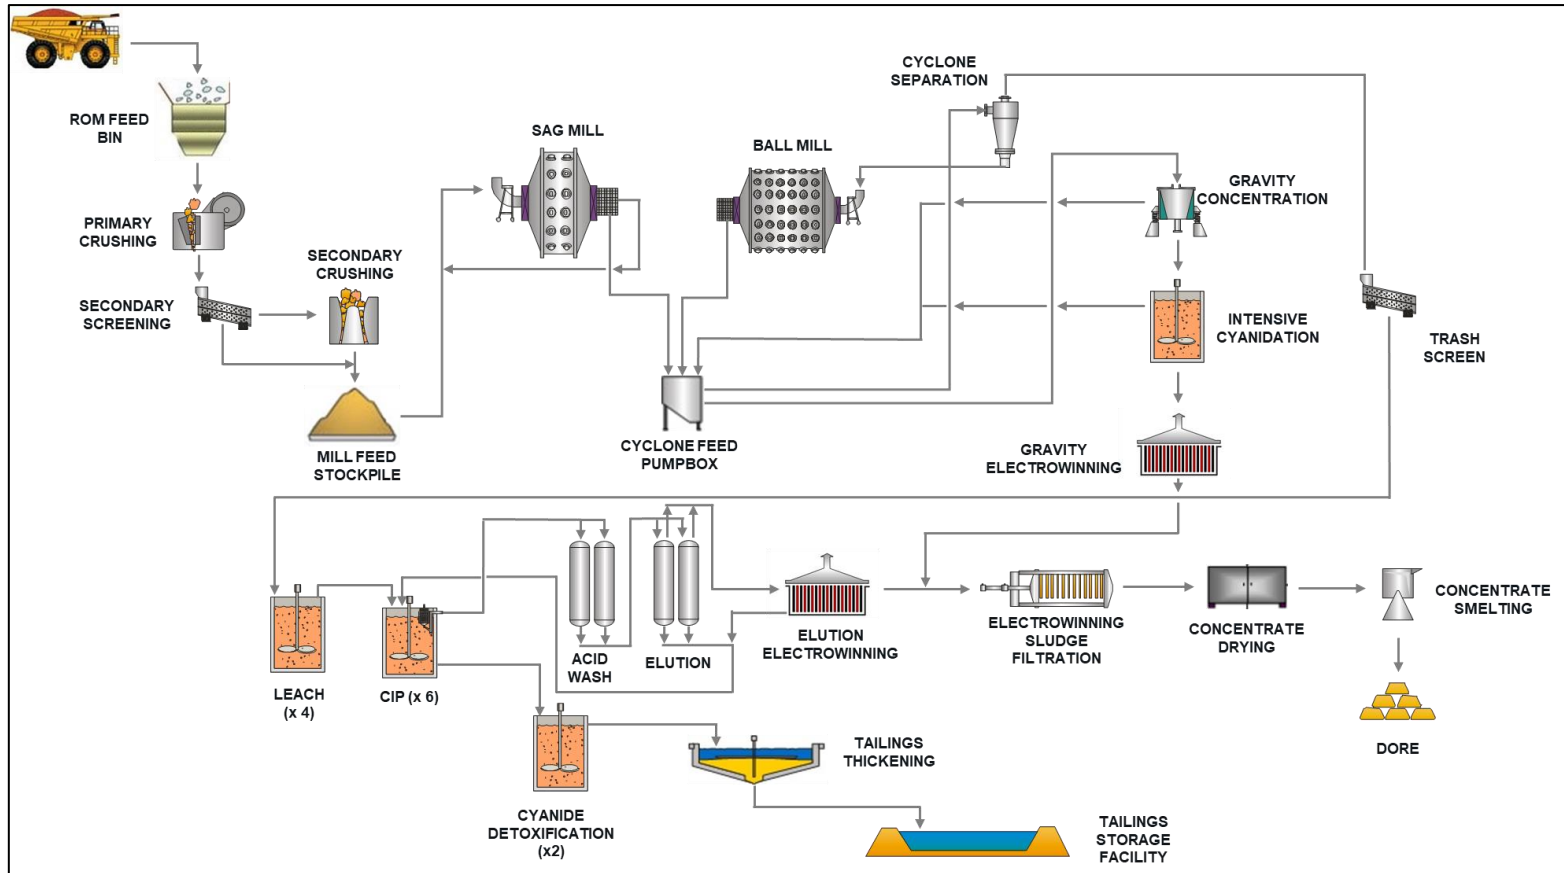 CYCLONE
SEPARATION
ROM FEED
BIN
SAG MILL
BALL MILL
GRAVITY
CONCENTRATION
PRIMARY
CRUSHING
SECONDARY
CRUSHING
SECONDARY
SCREENING
INTENSIVE
CYANIDATION
TRASH
SCREEN
MILL FEED
STOCKPILE
CYCLONE FEED
PUMPBOX
GRAVITY
ELECTROWINNING
LEACH
(x 4)
CIP (x 6)
ACID
WASH
ELUTION
ELUTION
ELECTROWINNING
ELECTROWINNING
SLUDGE
FILTRATION
CONCENTRATE
DRYING
CONCENTRATE
SMELTING
DORE
CYANIDE
DETOXIFICATION
(x2)
TAILINGS
THICKENING
TAILINGS
STORAGE
FACILITY